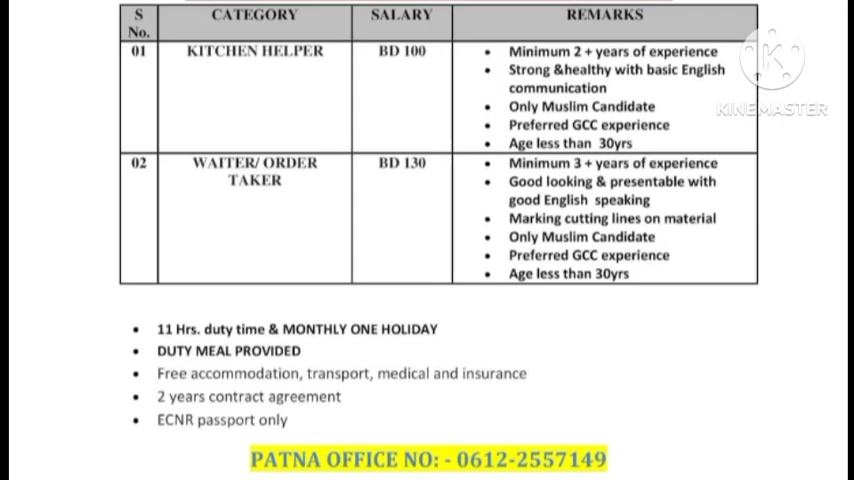 S No. CATEGORY SALARY REMARKS
01 KITCHEN HELPER BD 100
• Minimum 2 + years of experience
• Strong &healthy with basic English
communication
• Only Muslim Candidate
• Preferred GCC experience
• Age less than 30yrs
02 WAITER/ ORDER
TAKER
BD 130
• Minimum 3 + years of experience
• Good looking & presentable with
good English speaking
• Marking cutting lines on material
• Only Muslim Candidate
• Preferred GCC experience
• Age less than 30yrs
K
KINEMASTER
• 11 Hrs. duty time & MONTHLY ONE HOLIDAY
• DUTY MEAL PROVIDED
• Free accommodation, transport, medical and insurance
• 2 years contract agreement
• ECNR passport only
PATNA OFFICE NO: - 0612-2557149